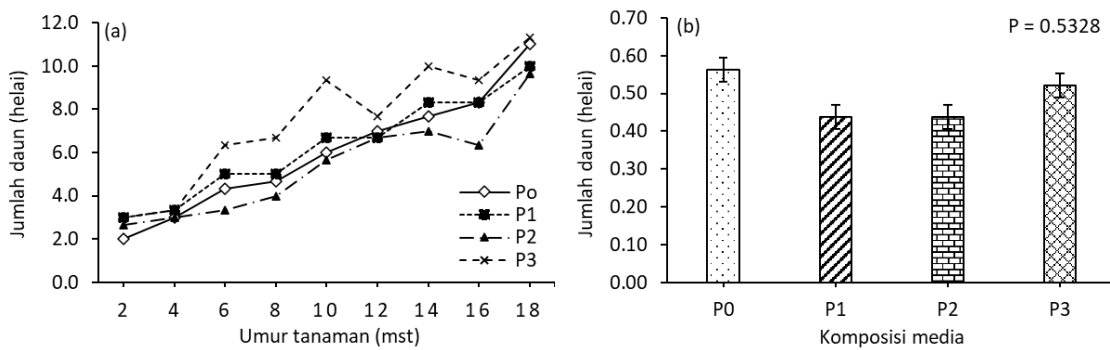 (a)
Jumlah daun (helai)
12.0
10.0
8.0
6.0
4.0
2.0
0.0
Po
P1
P2
P3
2 4 6 8 10 12 14 16 18
Umur tanaman (mst)
(b)
P = 0.5328
Jumlah daun (helai)
0.70
0.60
0.50
0.40
0.30
0.20
0.10
0.00
P0 P1 P2 P3
Komposisi media